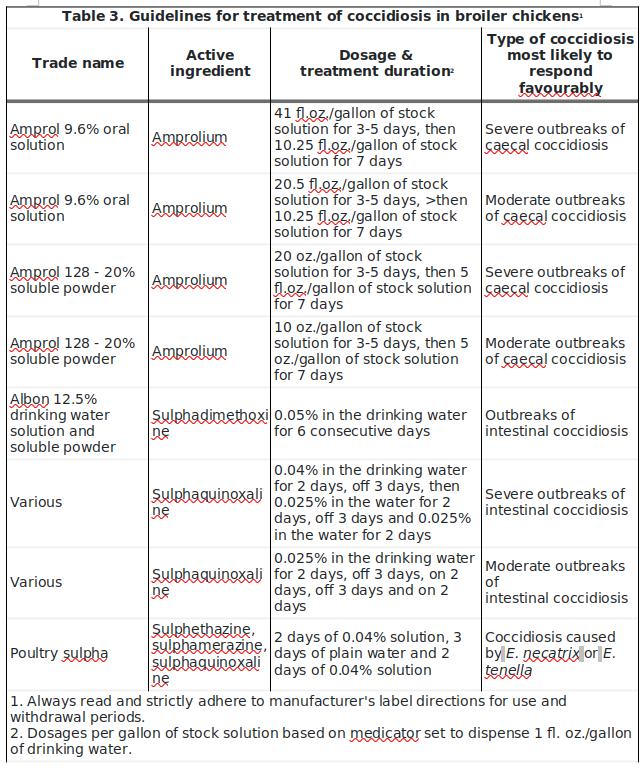 Table 3. Guidelines for treatment of coccidiosis in broiler chickens¹
Trade name
Active
ingredient
Dosage &
treatment duration²
Type of coccidiosis
most likely to
respond
favourably
Amprol 9.6% oral
solution
Amprolium
41 fl.oz./gallon of stock
solution for 3-5 days, then
10.25 fl.oz./gallon of stock
solution for 7 days
Severe outbreaks of
caecal coccidiosis
Amprol 9.6% oral
solution
Amprolium
20.5 fl.oz./gallon of stock
solution for 3-5 days, >then
10.25 fl.oz./gallon of stock
solution for 7 days
Moderate outbreaks
of caecal coccidiosis
Amprol 128 - 20%
soluble powder
Amprolium
20 oz./gallon of stock
solution for 3-5 days, then 5
fl.oz./gallon of stock solution
for 7 days
Severe outbreaks of
caecal coccidiosis
Amprol 128 - 20%
soluble powder
Amprolium
10 oz./gallon of stock
solution for 3-5 days, then 5
oz./gallon of stock solution
for 7 days
Moderate outbreaks
of caecal coccidiosis
Albon 12.5%
drinking water
solution and
soluble powder
Sulphadimethoxi
ne
0.05% in the drinking water
for 6 consecutive days
Outbreaks of
intestinal coccidiosis
Various
Sulphaquinoxali
ne
0.04% in the drinking water
for 2 days, off 3 days, then
0.025% in the water for 2
days, off 3 days and 0.025%
in the water for 2 days
Severe outbreaks of
intestinal coccidiosis
Various
Sulphaquinoxali
ne
0.025% in the drinking water
for 2 days, off 3 days, on 2
days, off 3 days and on 2
days
Moderate outbreaks
of
intestinal coccidiosis
Poultry sulpha
Sulphethazine,
sulphamerazine,
sulphaquinoxali
ne
2 days of 0.04% solution, 3
days of plain water and 2
days of 0.04% solution
Coccidiosis caused
by E. necatrix or E.
tenella
1. Always read and strictly adhere to manufacturer's label directions for use and
withdrawal periods.
2. Dosages per gallon of stock solution based on medicator set to dispense 1 fl. oz./gallon
of drinking water.